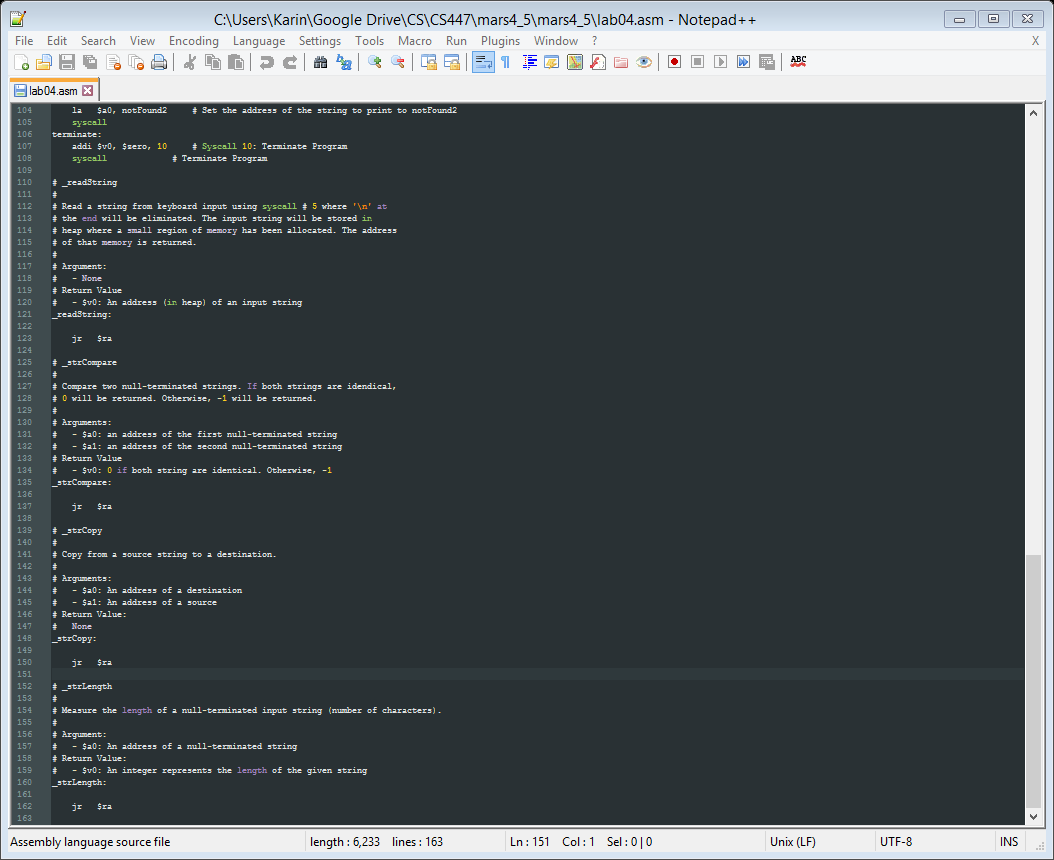 C:\Users\Karin\Google Drive\CS\CS447\mars4_5\mars4_5\lab04.asm - Notepad++
File Edit Search View Encoding Language Settings Tools Macro Run Plugins Window ? X
ABC
lab04.asm
104 la $a0, notFound2 # Set the address of the string to print to notFound2
105 syscall
106 terminate:
107 addi $v0, $zero, 10 # Syscall 10: Terminate Program
108 syscall # Terminate Program
109
110 # _readString
111 #
112 # Read a string from keyboard input using syscall # 5 where '\n' at
113 # the end will be eliminated. The input string will be stored in
114 # heap where a small region of memory has been allocated. The address
115 # of that memory is returned.
116 #
117 # Argument:
118 # - None
119 # Return Value
120 # - $v0: An address (in heap) of an input string
121 _readString:
122
123 jr $ra
124
125 # _strCompare
126 #
127 # Compare two null-terminated strings. If both strings are idendical,
128 # 0 will be returned. Otherwise, -1 will be returned.
129 #
130 # Arguments:
131 # - $a0: an address of the first null-terminated string
132 # - $a1: an address of the second null-terminated string
133 # Return Value
134 # - $v0: 0 if both string are identical. Otherwise, -1
135 _strCompare:
136
137 jr $ra
138
139 # _strCopy
140 #
141 # Copy from a source string to a destination.
142 #
143 # Arguments:
144 # - $a0: An address of a destination
145 # - $a1: An address of a source
146 # Return Value:
147 # None
148 _strCopy:
149
150 jr $ra
151
152 # _strLength
153 #
154 # Measure the length of a null-terminated input string (number of characters).
155 #
156 # Argument:
157 # - $a0: An address of a null-terminated string
158 # Return Value:
159 # - $v0: An integer represents the length of the given string
160 _strLength:
161
162 jr $ra
163
Assembly language source file length : 6,233 lines : 163 Ln : 151 Col : 1 Sel : 0 | 0 Unix (LF) UTF-8 INS